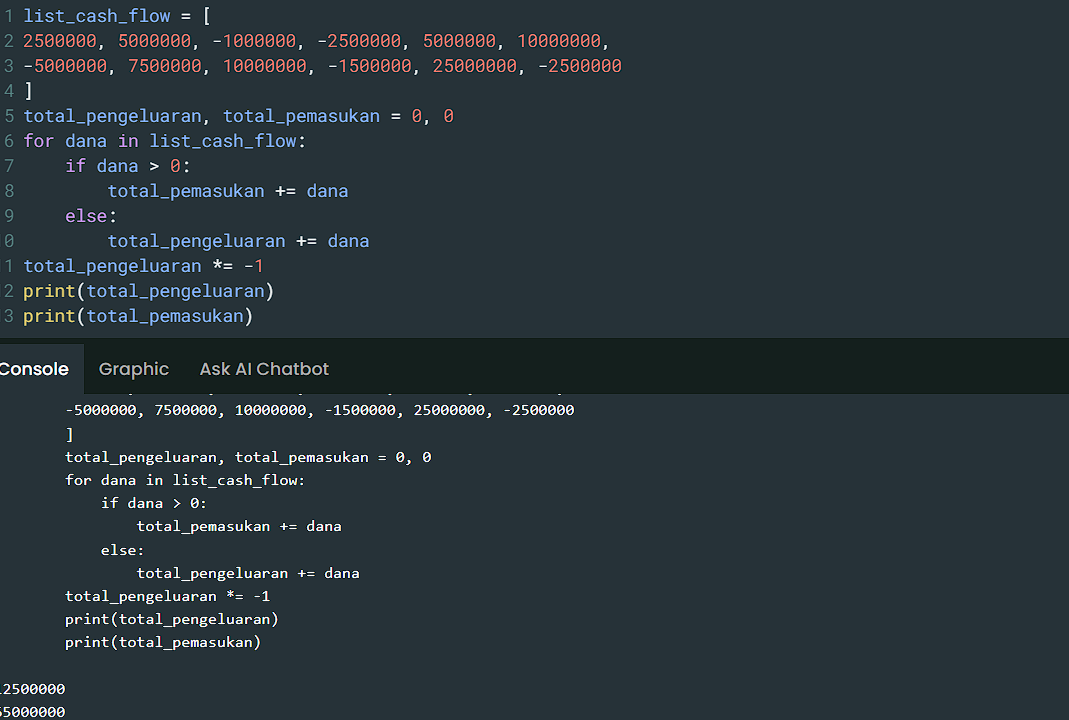 1 list_cash_flow = [
2 2500000, 5000000, -1000000, -2500000, 5000000, 10000000,
3 -5000000, 7500000, 10000000, -1500000, 25000000, -2500000
4 ]
5 total_pengeluaran, total_pemasukan = 0, 0
6 for dana in list_cash_flow:
7     if dana > 0:
8         total_pemasukan += dana
9     else:
0         total_pengeluaran += dana
1 total_pengeluaran *= -1
2 print(total_pengeluaran)
3 print(total_pemasukan)
Console Graphic Ask AI Chatbot
-5000000, 7500000, 10000000, -1500000, 25000000, -2500000
]
total_pengeluaran, total_pemasukan = 0, 0
for dana in list_cash_flow:
    if dana > 0:
        total_pemasukan += dana
    else:
        total_pengeluaran += dana
total_pengeluaran *= -1
print(total_pengeluaran)
print(total_pemasukan)
12500000
65000000